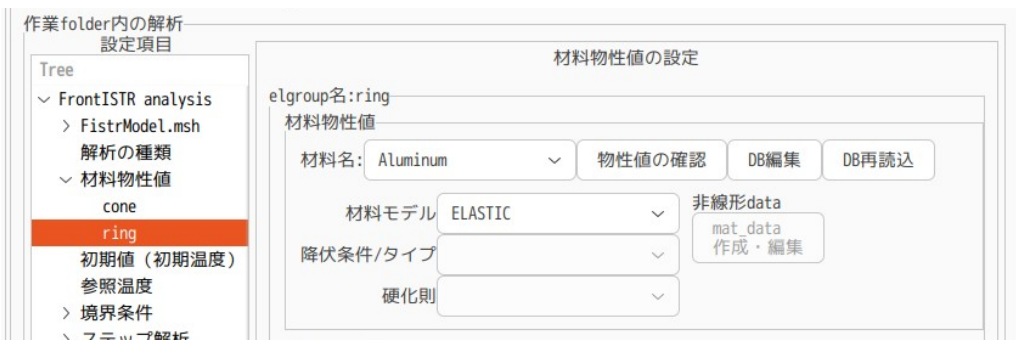 作業folder内の解析
設定項目
Tree
FrontISTR analysis
FistrModel.msh
解析の種類
材料物性値
cone
ring
初期値（初期温度）
参照温度
境界条件
ステップ解析
材料物性値の設定
elgroup名:ring
材料物性値
材料名: Aluminum 物性値の確認 DB編集 DB再読込
材料モデル ELASTIC
降伏条件/タイプ
硬化則
非線形data
mat_data
作成・編集